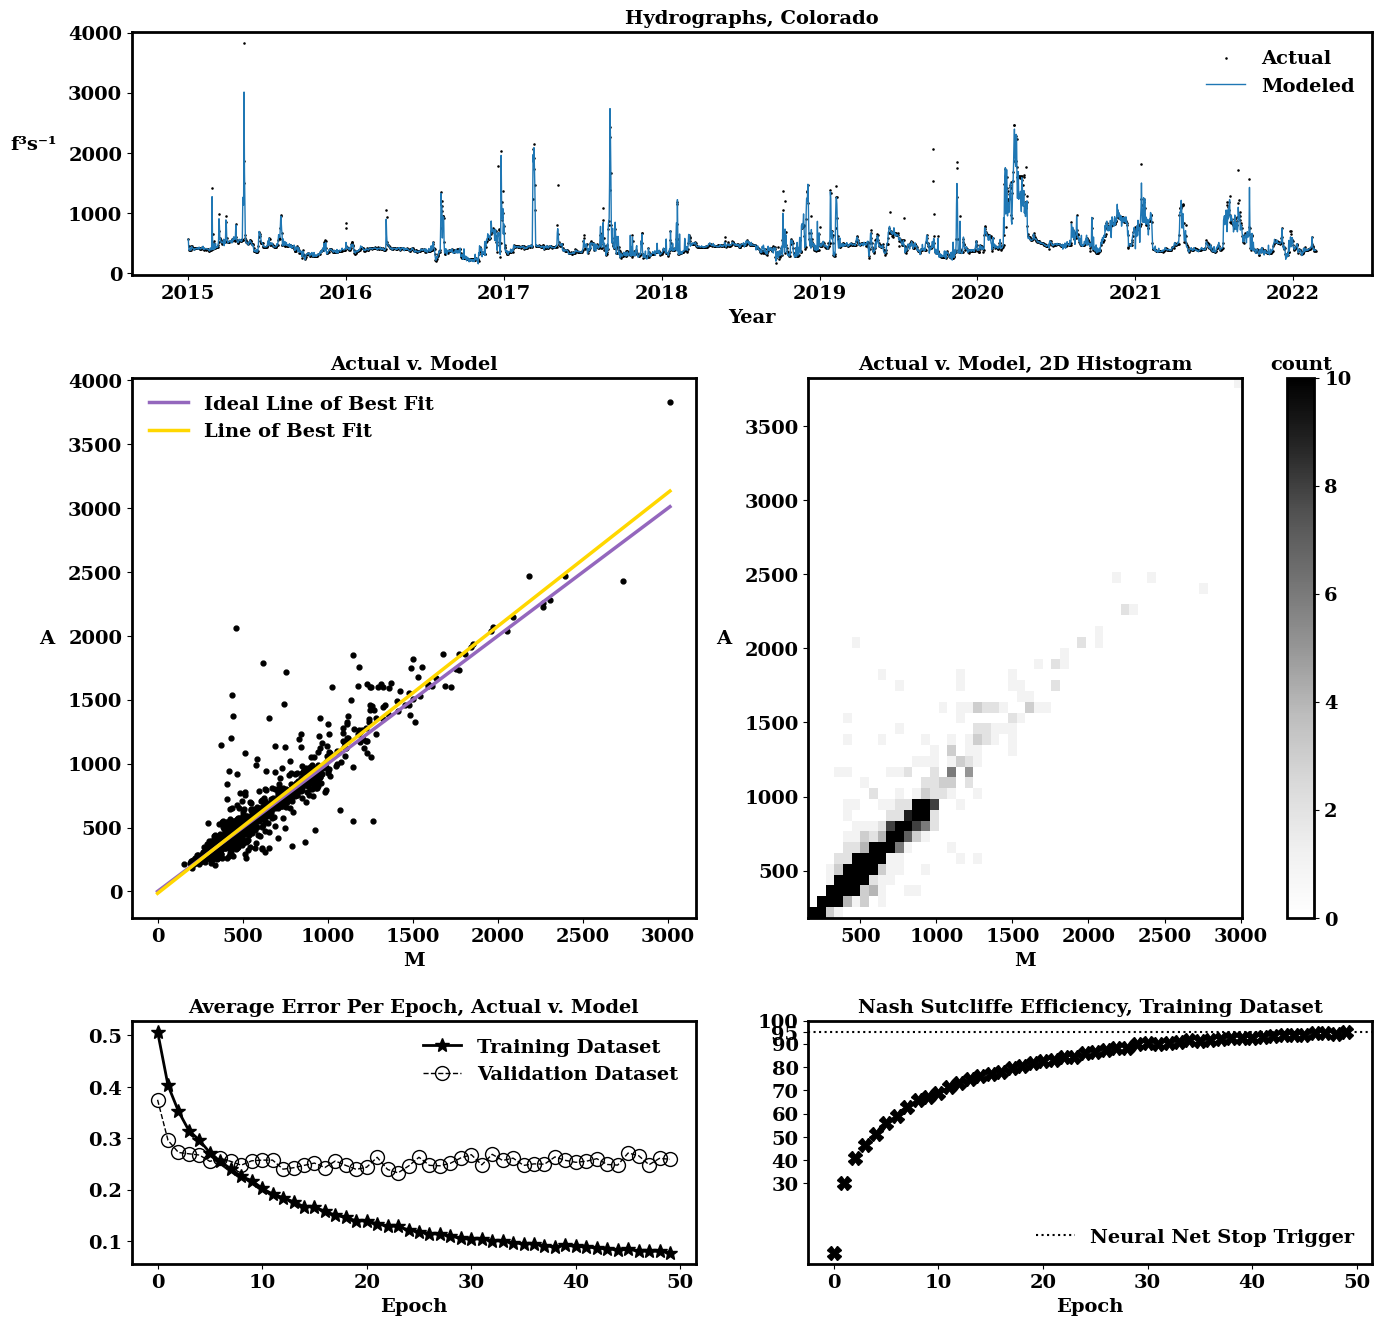 Hydrographs, Colorado
4000
3000
2000
1000
0
f³s⁻¹
Actual
Modeled
2015 2016 2017 2018 2019 2020 2021 2022
Year
Actual v. Model
4000
3500
3000
2500
2000
1500
1000
500
0
A
Ideal Line of Best Fit
Line of Best Fit
0 500 1000 1500 2000 2500 3000
M
Actual v. Model, 2D Histogram
3500
3000
2500
2000
1500
1000
500
A
500 1000 1500 2000 2500 3000
M
count
10
8
6
4
2
0
Average Error Per Epoch, Actual v. Model
0.5
0.4
0.3
0.2
0.1
Training Dataset
Validation Dataset
0 10 20 30 40 50
Epoch
Nash Sutcliffe Efficiency, Training Dataset
100
95
90
80
70
60
50
40
30
Neural Net Stop Trigger
0 10 20 30 40 50
Epoch